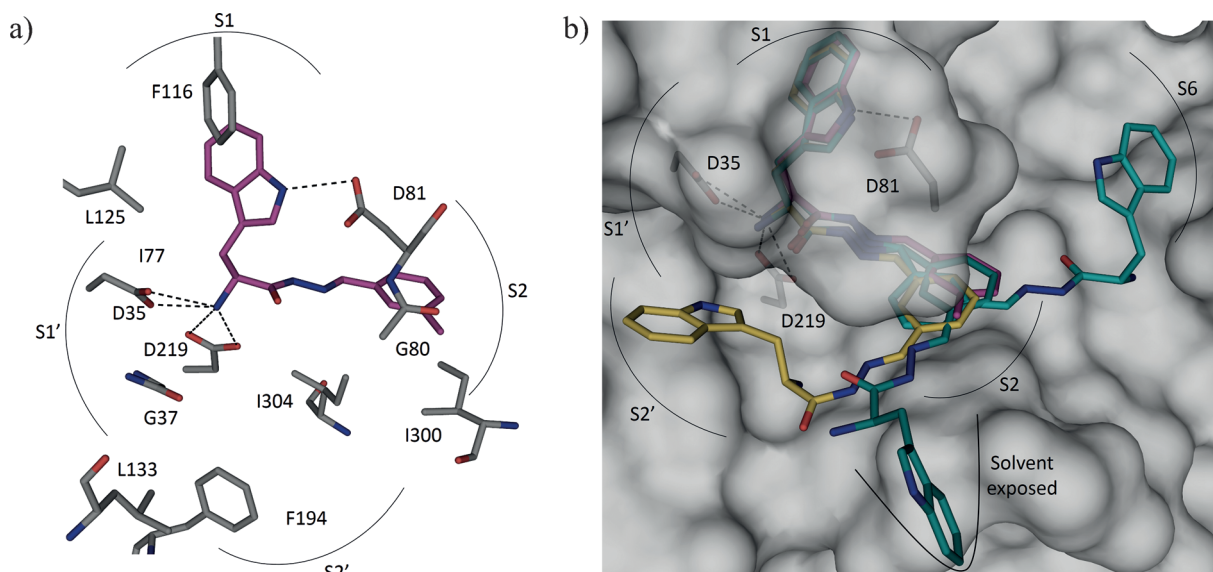 a)
S1
F116
L125
D81
I77
S2
S1’
D35
D219
G80
G37
I304
I300
L133
F194
S2’
b)
S1
S6
D35
D81
S1’
D219
S2
S2’
Solvent
exposed